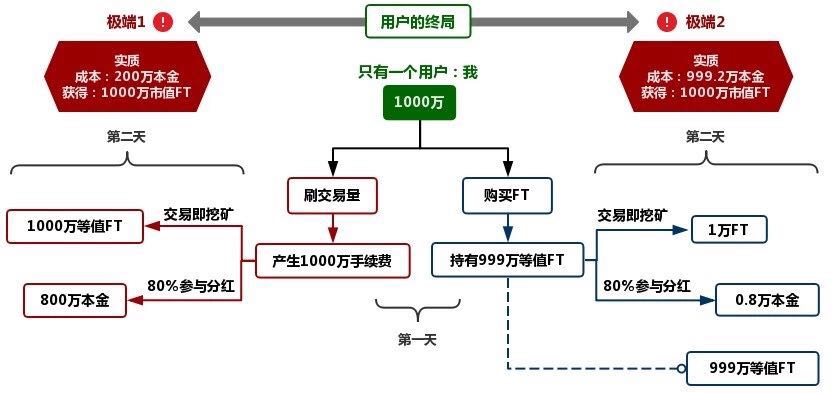 极端1
用户的终局
极端2
实质
成本：200万本金
获得：1000万市值FT
只有一个用户：我
1000万
实质
成本：999.2万本金
获得：1000万市值FT
第二天
第二天
刷交易量
购买FT
1000万等值FT
交易即挖矿
产生1000万手续费
持有999万等值FT
交易即挖矿
1万FT
800万本金
80%参与分红
80%参与分红
0.8万本金
第一天
999万等值FT